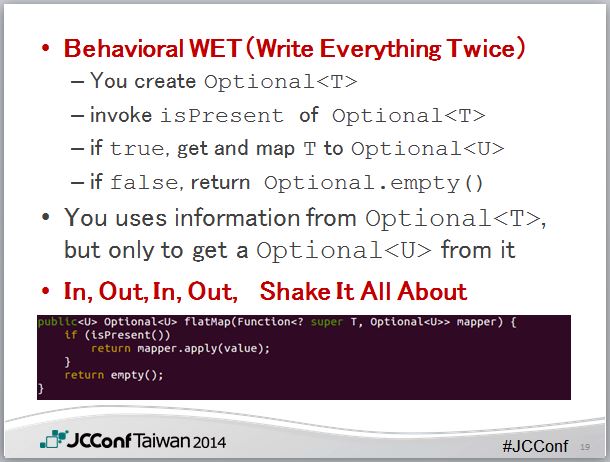 • Behavioral WET(Write Everything Twice)
– You create Optional<T>
– invoke isPresent of Optional<T>
– if true, get and map T to Optional<U>
– if false, return Optional.empty()
• You uses information from Optional<T>,
but only to get a Optional<U> from it
• In, Out, In, Out, Shake It All About
public<U> Optional<U> flatMap(Function<? super T, Optional<U>> mapper) {
if (isPresent())
return mapper.apply(value);
}
return empty();
}
JCConf Taiwan 2014
#JCConf 19